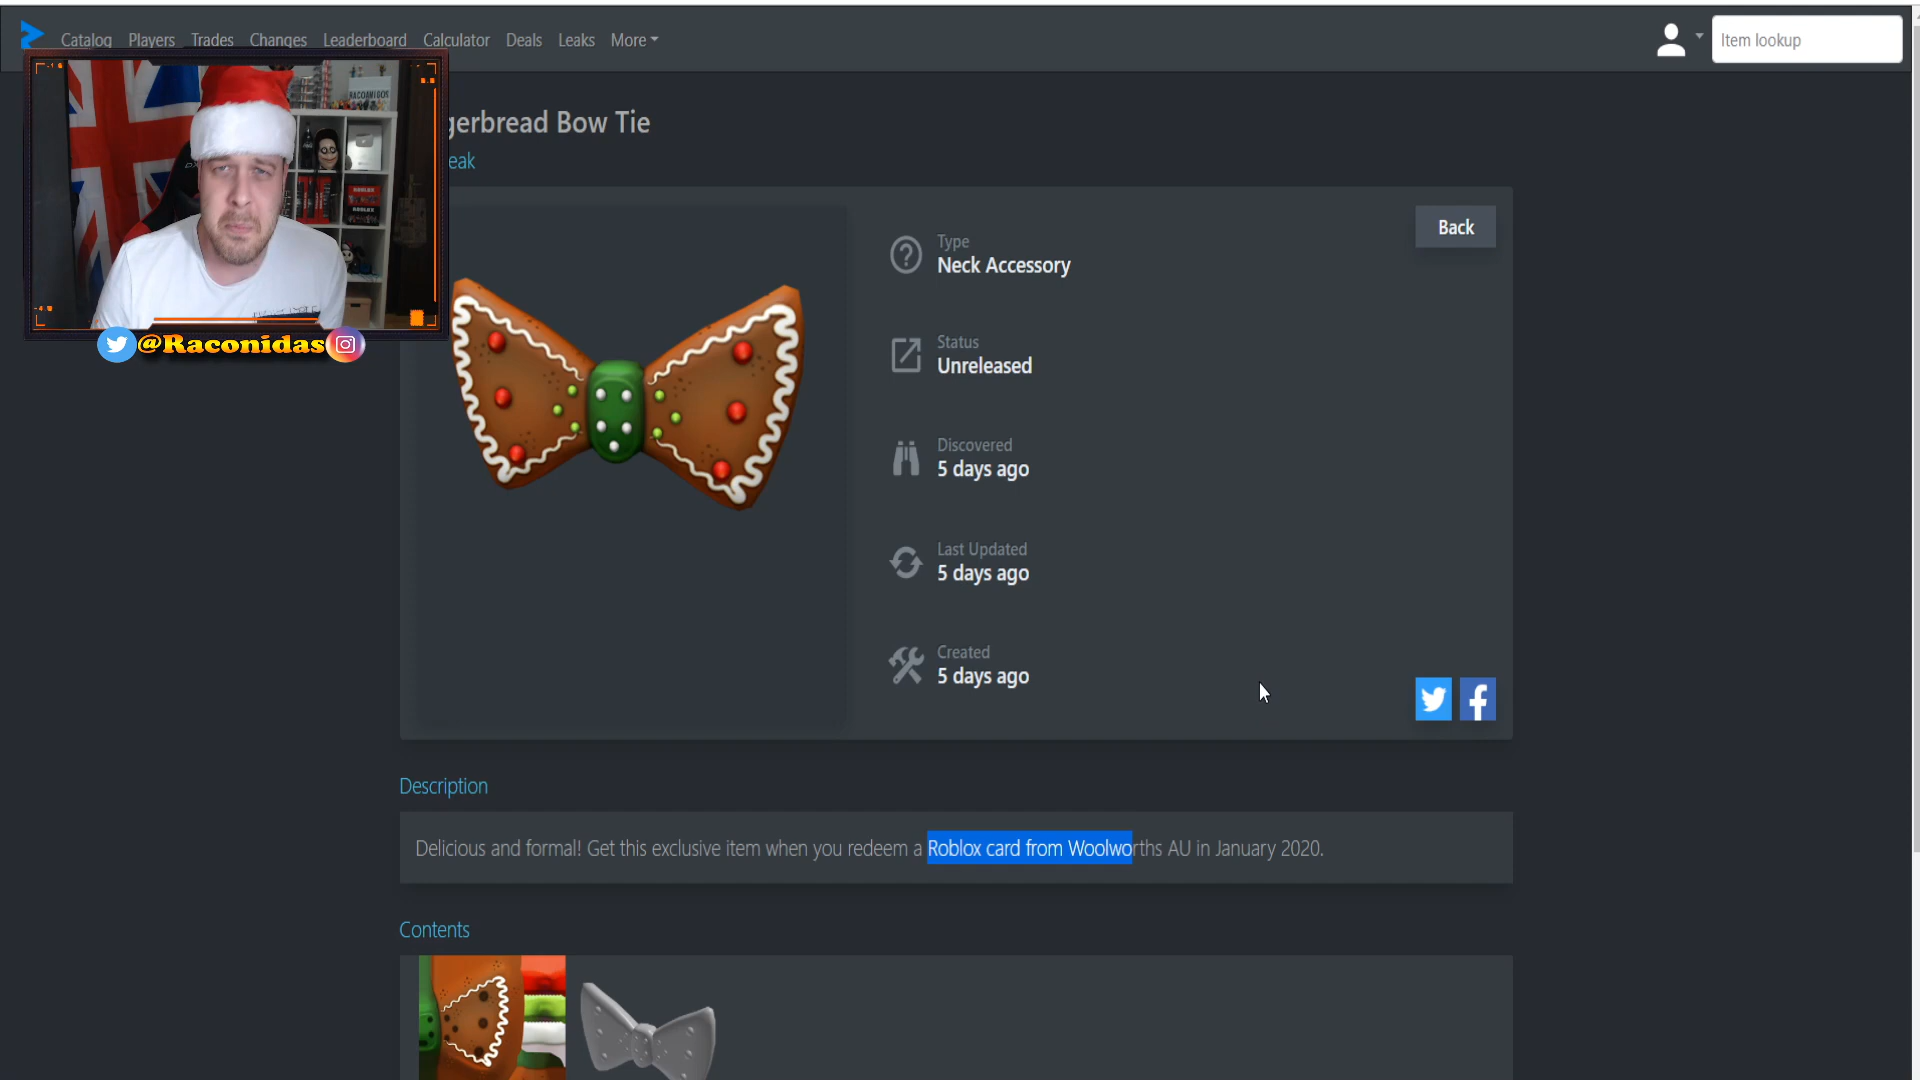 Catalog Players Trades Changes Leaderboard Calculator Deals Leaks More
Item lookup
gerbread Bow Tie
eak
RACOAMIGOS
@Raconidas
Back
Type
Neck Accessory
Status
Unreleased
Discovered
5 days ago
Last Updated
5 days ago
Created
5 days ago
Description
Delicious and formal! Get this exclusive item when you redeem a Roblox card from Woolworths AU in January 2020.
Contents